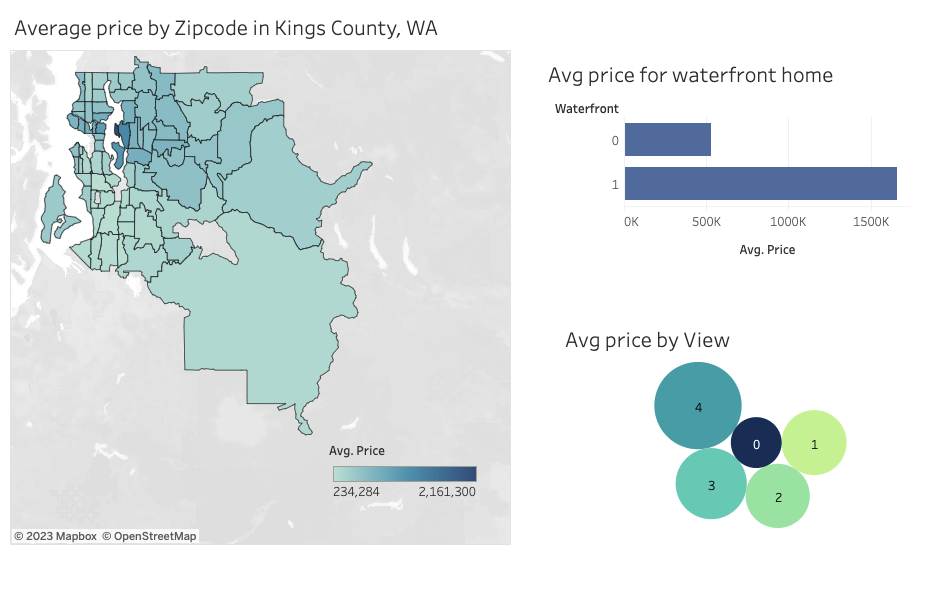 Average price by Zipcode in Kings County, WA
Avg. Price
234,284 2,161,300
© 2023 Mapbox © OpenStreetMap
Avg price for waterfront home
Waterfront
0
1
0K 500K 1000K 1500K
Avg. Price
Avg price by View
4
0
1
3
2